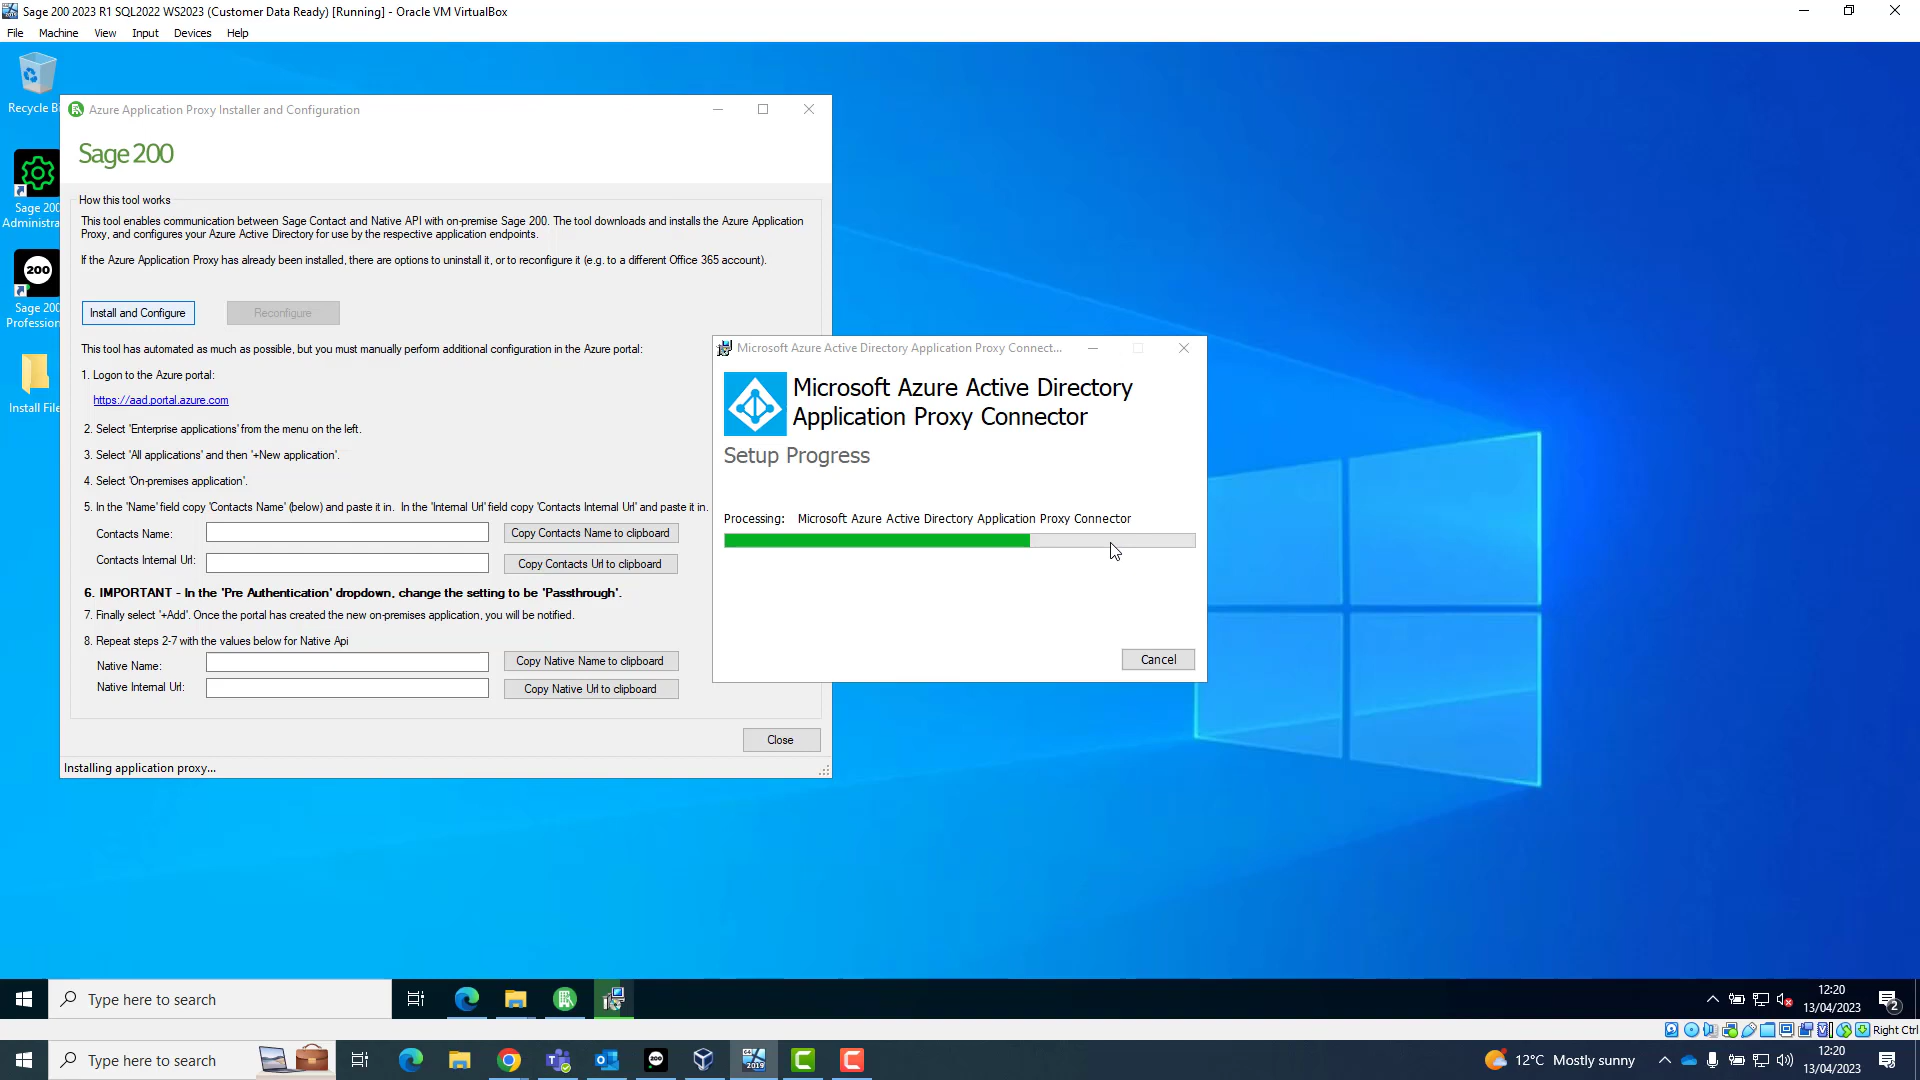 Sage 200 2023 R1 SQL2022 WS2023 (Customer Data Ready) [Running] - Oracle VM VirtualBox
File Machine View Input Devices Help
Recycle B
Sage 200
Administra
200
Sage 200
Profession
Install File
Azure Application Proxy Installer and Configuration
Sage 200
How this tool works
This tool enables communication between Sage Contact and Native API with on-premise Sage 200. The tool downloads and installs the Azure Application
Proxy, and configures your Azure Active Directory for use by the respective application endpoints.
If the Azure Application Proxy has already been installed, there are options to uninstall it, or to reconfigure it (e.g. to a different Office 365 account).
Install and Configure
Reconfigure
This tool has automated as much as possible, but you must manually perform additional configuration in the Azure portal:
1. Logon to the Azure portal:
https://aad.portal.azure.com
2. Select 'Enterprise applications' from the menu on the left.
3. Select 'All applications' and then '+New application'.
4. Select 'On-premises application'.
5. In the 'Name' field copy 'Contacts Name' (below) and paste it in. In the 'Internal Url' field copy 'Contacts Internal Url' and paste it in.
Contacts Name:
Copy Contacts Name to clipboard
Contacts Internal Url:
Copy Contacts Url to clipboard
6. IMPORTANT - In the 'Pre Authentication' dropdown, change the setting to be 'Passthrough'.
7. Finally select '+Add'. Once the portal has created the new on-premises application, you will be notified.
8. Repeat steps 2-7 with the values below for Native Api
Native Name:
Copy Native Name to clipboard
Native Internal Url:
Copy Native Url to clipboard
Close
Installing application proxy...
Microsoft Azure Active Directory Application Proxy Connect...
Microsoft Azure Active Directory
Application Proxy Connector
Setup Progress
Processing: Microsoft Azure Active Directory Application Proxy Connector
Cancel
Type here to search
12:20
13/04/2023
2
Right Ctrl
Type here to search
200
64
2019
12°C Mostly sunny
12:20
13/04/2023